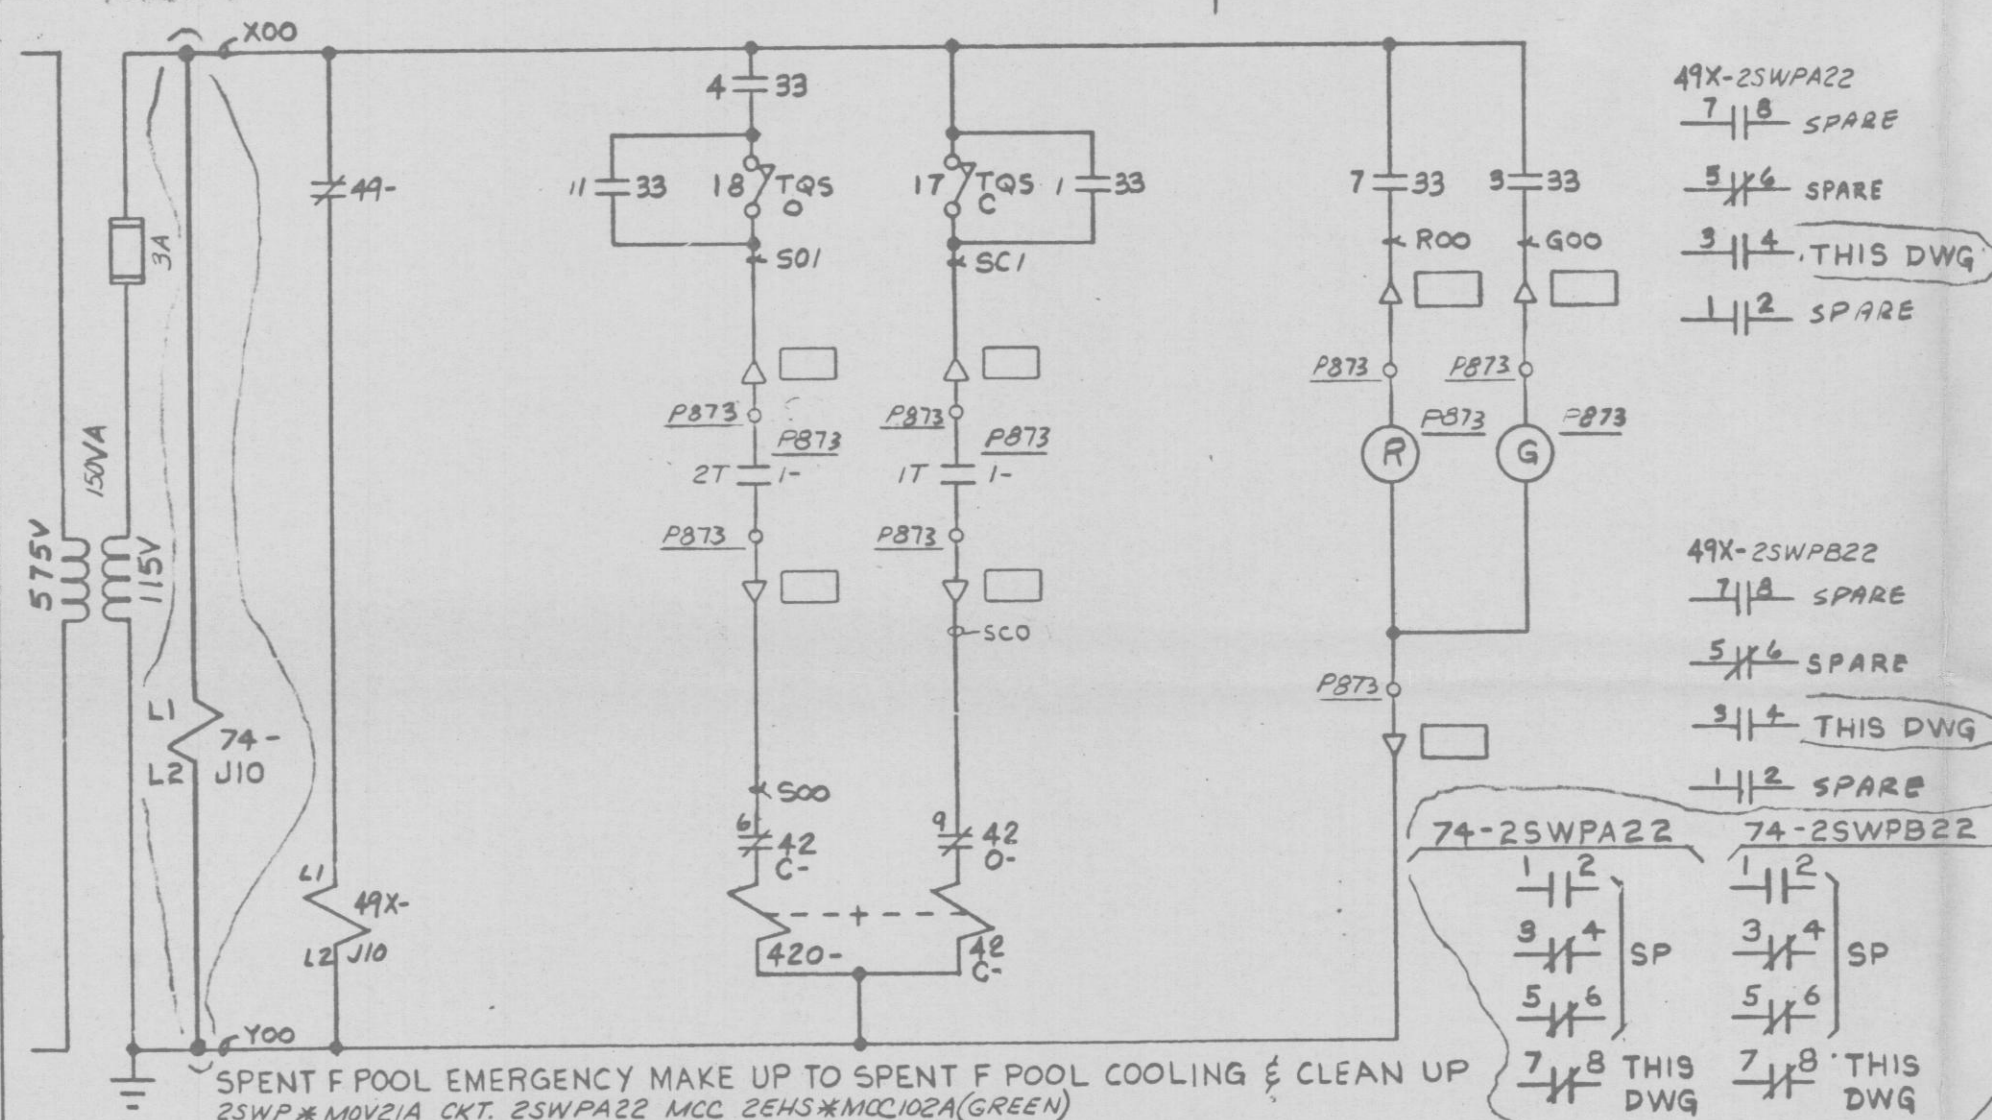 X00
4 33
49-
11 33
18 TQS
O
17 TQS
C
1 33
7 33
3 33
3A
S01
SC1
R00
G00
P873
P873
P873
P873
P873
P873
P873
P873
2T 1-
1T 1-
R
G
P873
P873
SC0
P873
575V
150VA
115V
L1
74-
L2 J10
S00
6 42
C-
9 42
O-
L1
49X-
L2 J10
420-
42
C-
Y00
49X-2SWPA22
7 8 SPARE
5 6 SPARE
3 4 THIS DWG
1 2 SPARE
49X-2SWPB22
7 8 SPARE
5 6 SPARE
3 4 THIS DWG
1 2 SPARE
74-2SWPA22
1 2
3 4 SP
5 6
7 8 THIS
DWG
74-2SWPB22
1 2
3 4 SP
5 6
7 8 THIS
DWG
SPENT F POOL EMERGENCY MAKE UP TO SPENT F POOL COOLING & CLEAN UP
2SWP*MOV21A CKT. 2SWPA22 MCC 2EHS*MCC102A(GREEN)